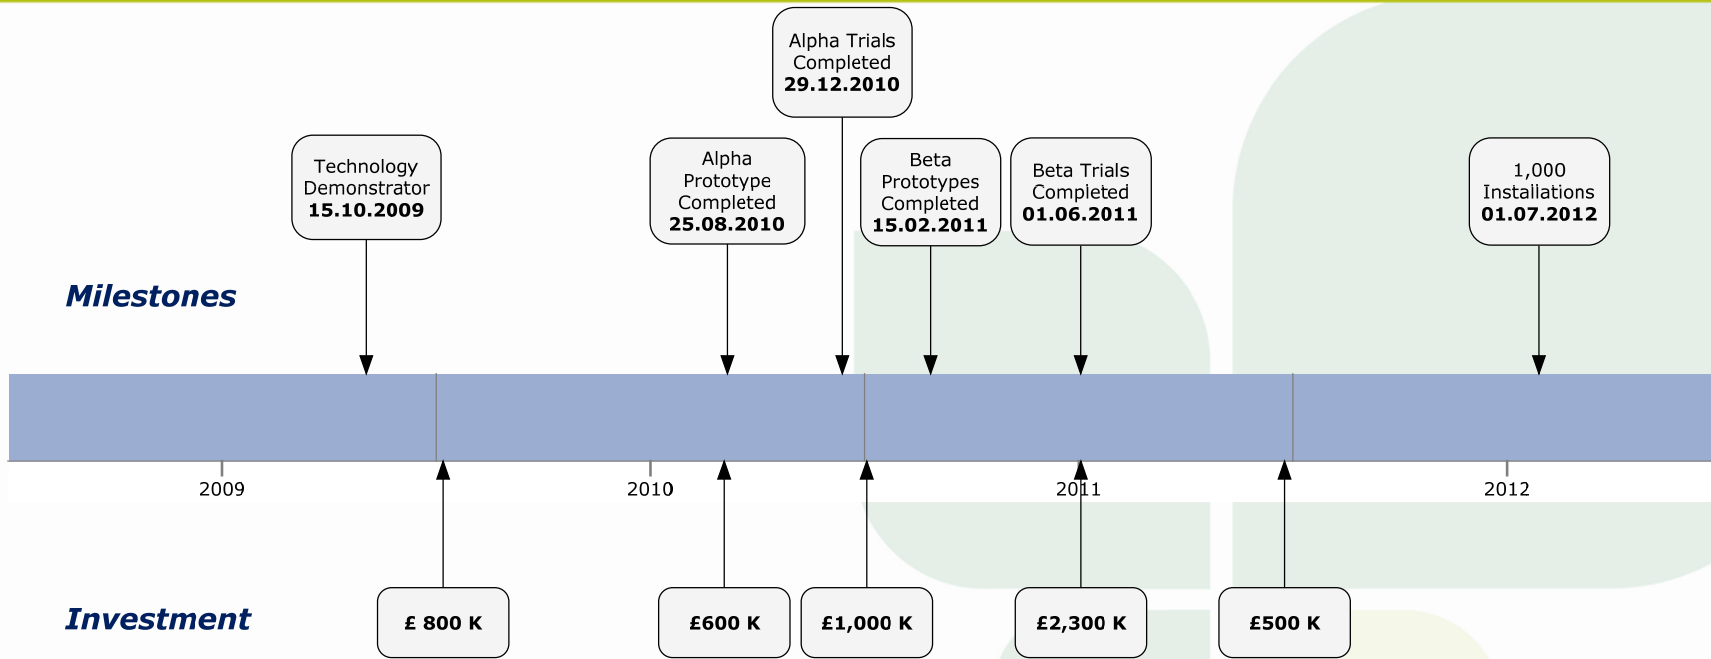 Alpha Trials
Completed
29.12.2010
Technology
Demonstrator
15.10.2009
Alpha
Prototype
Completed
25.08.2010
Beta
Prototypes
Completed
15.02.2011
Beta Trials
Completed
01.06.2011
1,000
Installations
01.07.2012
Milestones
2009
2010
2011
2012
Investment
£ 800 K
£600 K
£1,000 K
£2,300 K
£500 K